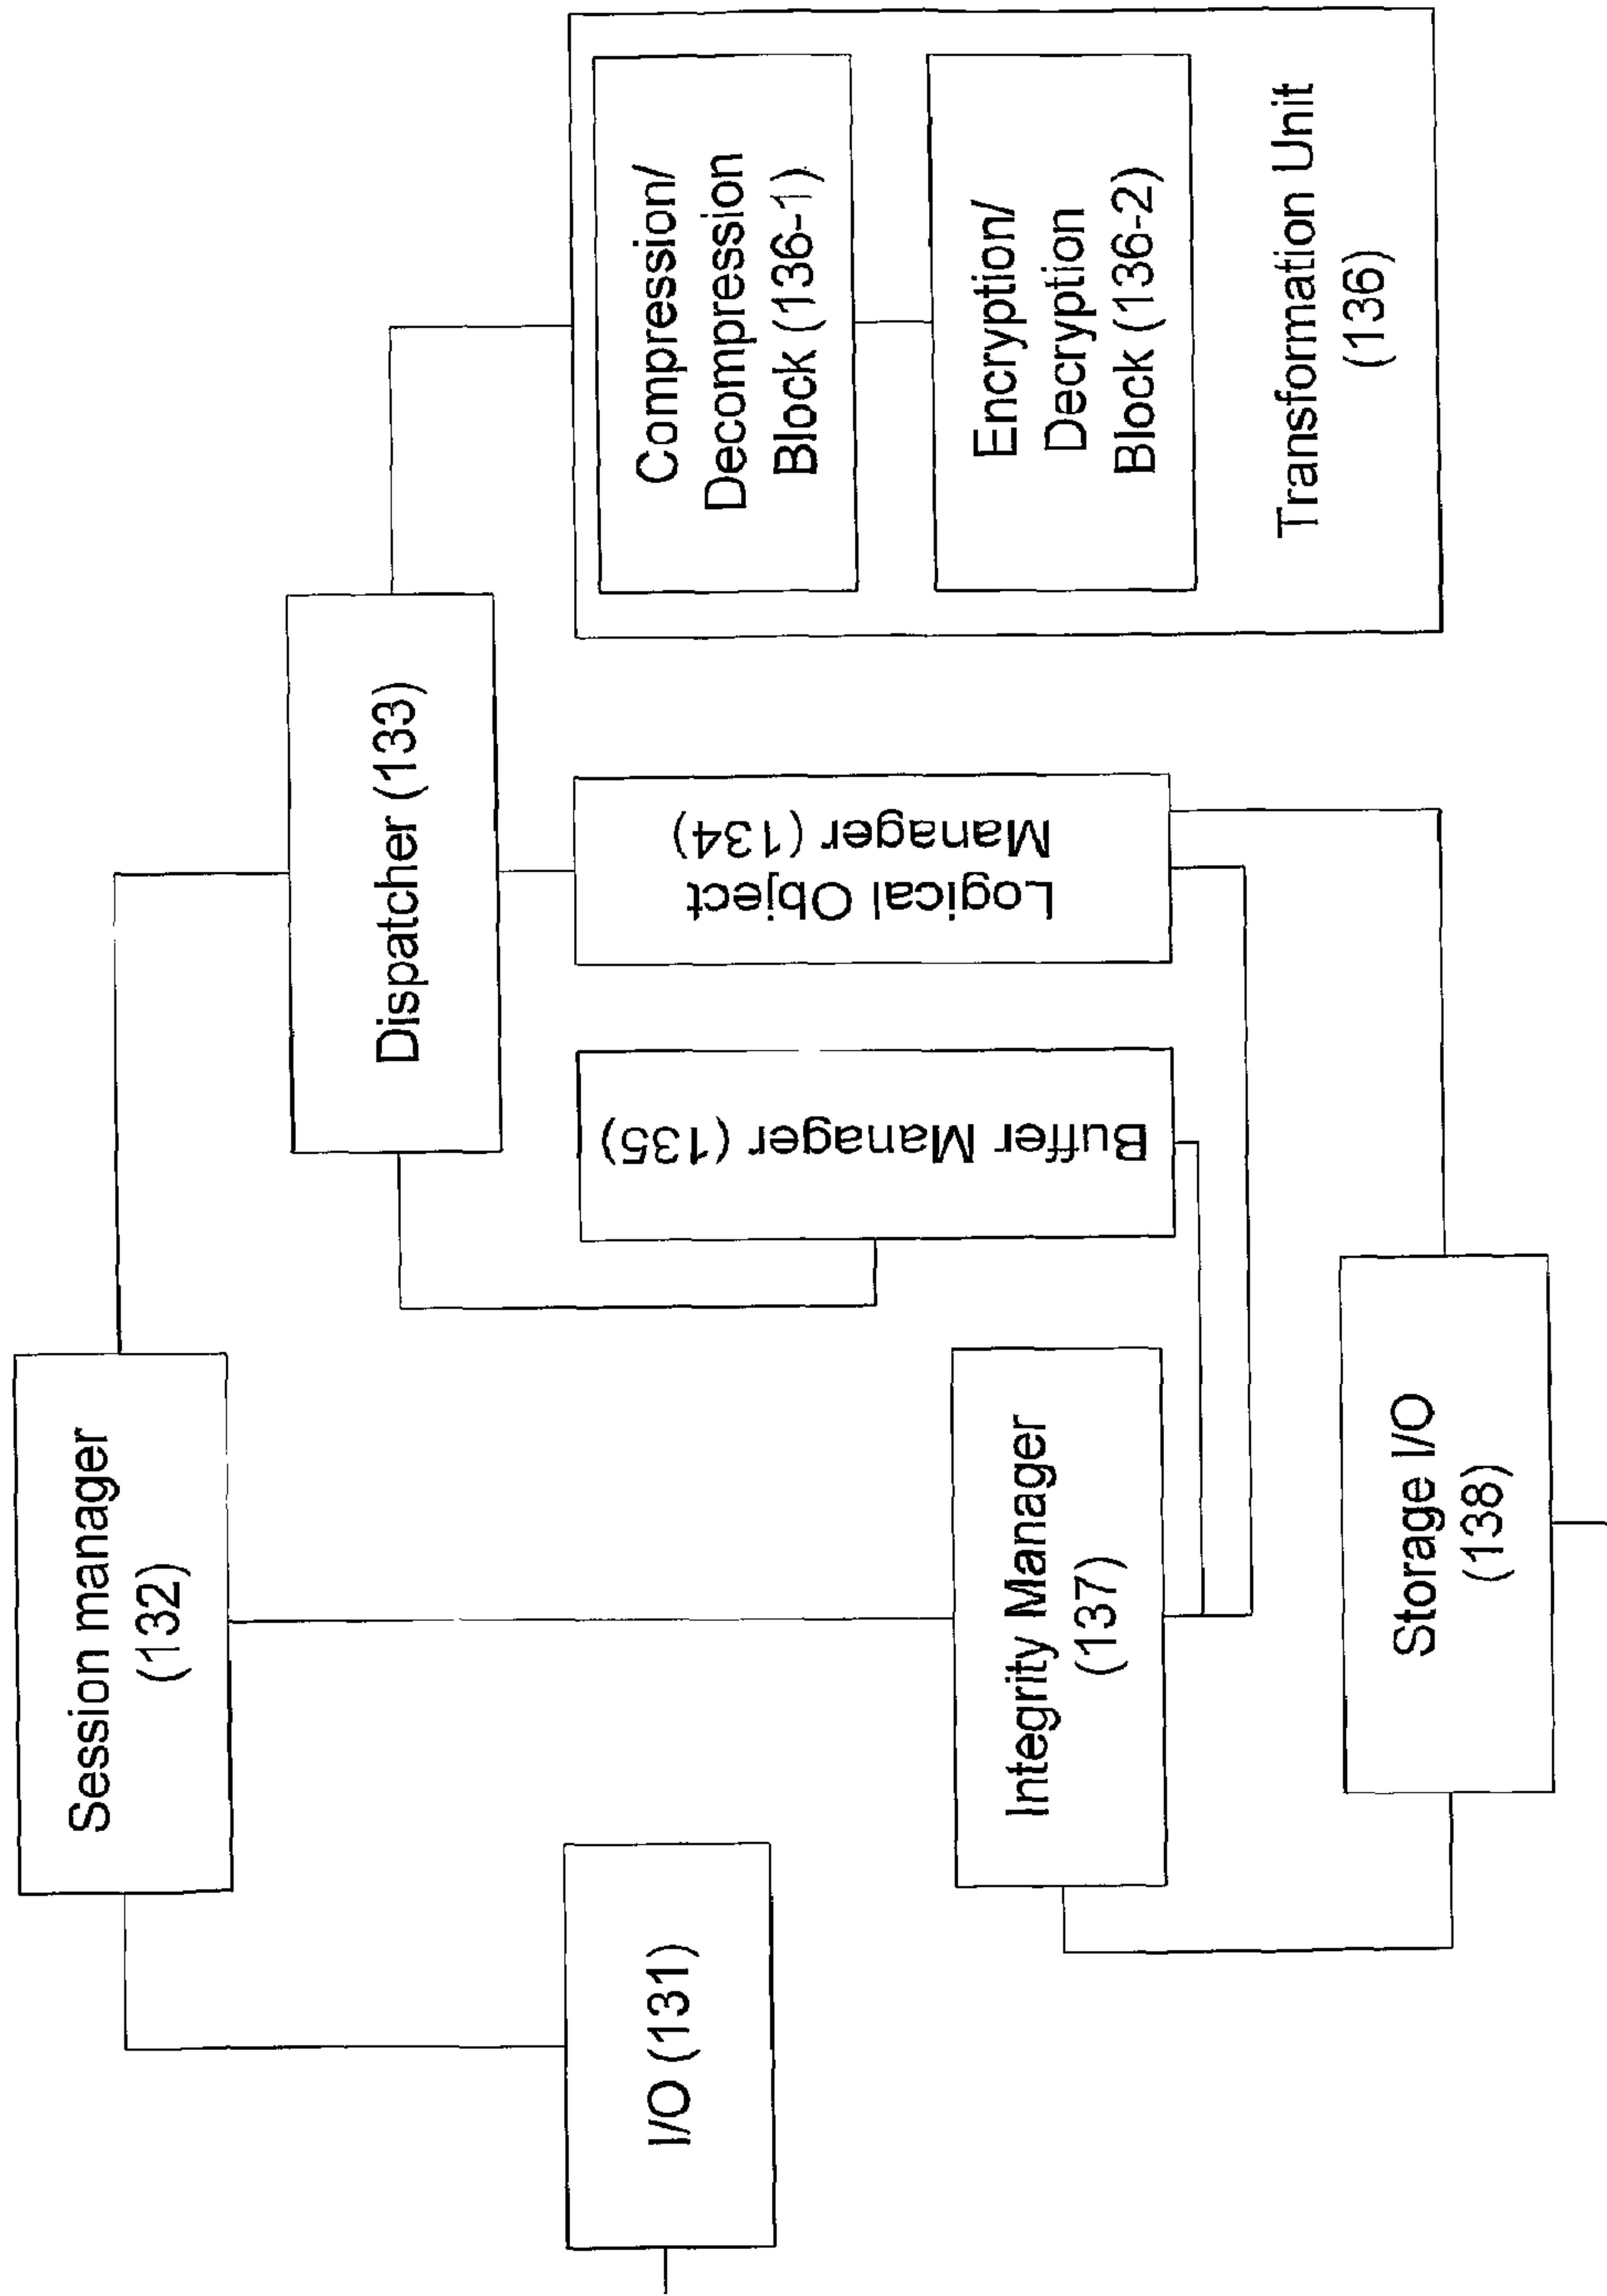 Session manager
(132)
Dispatcher (133)
I/O (131)
Buffer Manager (135)
Logical Object
Manager (134)
Compression/
Decompression
Block (136-1)
Encryption/
Decryption
Block (136-2)
Transformation Unit
(136)
Integrity Manager
(137)
Storage I/O
(138)